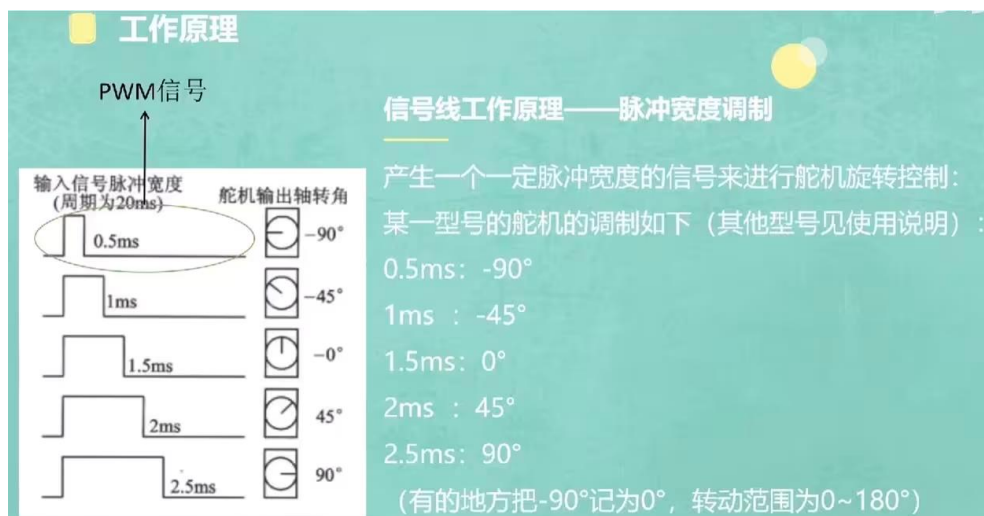 工作原理
PWM信号
输入信号脉冲宽度
(周期为20ms)
舵机输出轴转角
0.5ms
-90°
1ms
-45°
1.5ms
-0°
2ms
45°
2.5ms
90°
信号线工作原理——脉冲宽度调制
产生一个一定脉冲宽度的信号来进行舵机旋转控制：
某一型号的舵机的调制如下（其他型号见使用说明）：
0.5ms：-90°
1ms ：-45°
1.5ms：0°
2ms ：45°
2.5ms：90°
（有的地方把-90°记为0°，转动范围为0~180°）